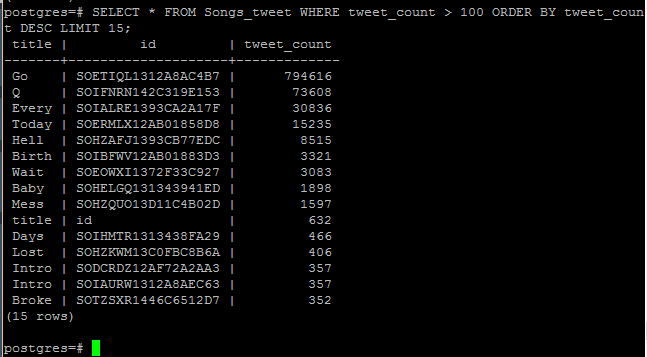 postgres=# SELECT * FROM Songs_tweet WHERE tweet_count > 100 ORDER BY tweet_coun
t DESC LIMIT 15;
 title |         id         | tweet_count
-------+--------------------+-------------
 Go    | SOETIQL1312A8AC4B7 |      794616
 Q     | SOIFNRN142C319E153 |       73608
 Every | SOIALRE1393CA2A17F |       30836
 Today | SOERMLX12AB01858D8 |       15235
 Hell  | SOHZAFJ1393CB77EDC |        8515
 Birth | SOIBFWV12AB01883D3 |        3321
 Wait  | SOEOWXI1372F33C927 |        3083
 Baby  | SOHELGQ131343941ED |        1898
 Mess  | SOHZQUO13D11C4B02D |        1597
 title | id                 |         632
 Days  | SOIHMTR1313438FA29 |         466
 Lost  | SOHZKWM13C0FBC8B6A |         406
 Intro | SODCRDZ12AF72A2AA3 |         357
 Intro | SOIAURW1312A8AEC63 |         357
 Broke | SOTZSXR1446C6512D7 |         352
(15 rows)
postgres=#